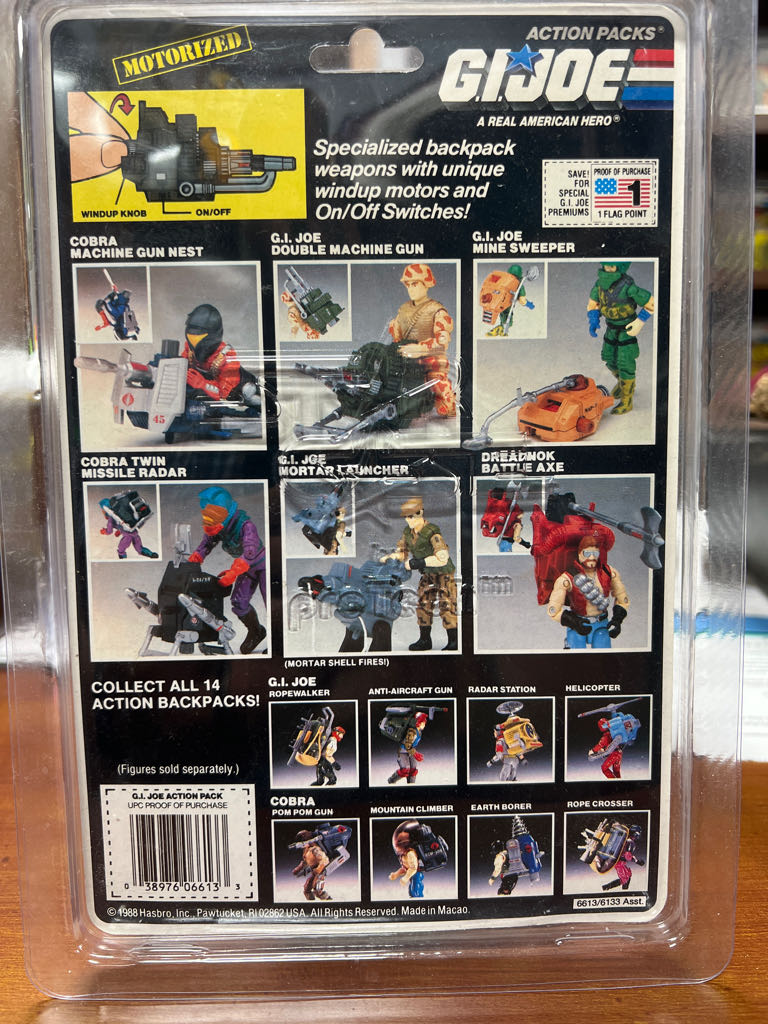 MOTORIZED
ACTION PACKS®
G.I. JOE
A REAL AMERICAN HERO®
WINDUP KNOB
ON/OFF
Specialized backpack
weapons with unique
windup motors and
On/Off Switches!
SAVE!
FOR
SPECIAL
G.I. JOE
PREMIUMS
PROOF OF PURCHASE
1
1 FLAG POINT
COBRA
MACHINE GUN NEST
G.I. JOE
DOUBLE MACHINE GUN
G.I. JOE
MINE SWEEPER
45
COBRA TWIN
MISSILE RADAR
G.I. JOE
MORTAR LAUNCHER
DREADNOK
BATTLE AXE
(MORTAR SHELL FIRES!)
COLLECT ALL 14
ACTION BACKPACKS!
G.I. JOE
ROPEWALKER
ANTI-AIRCRAFT GUN
RADAR STATION
HELICOPTER
(Figures sold separately.)
COBRA
POM POM GUN
MOUNTAIN CLIMBER
EARTH BORER
ROPE CROSSER
G.I. JOE ACTION PACK
UPC PROOF OF PURCHASE
0 38976 06613 3
©1988 Hasbro, Inc., Pawtucket, RI 02862 USA. All Rights Reserved. Made in Macao.
6613/6133 Asst.